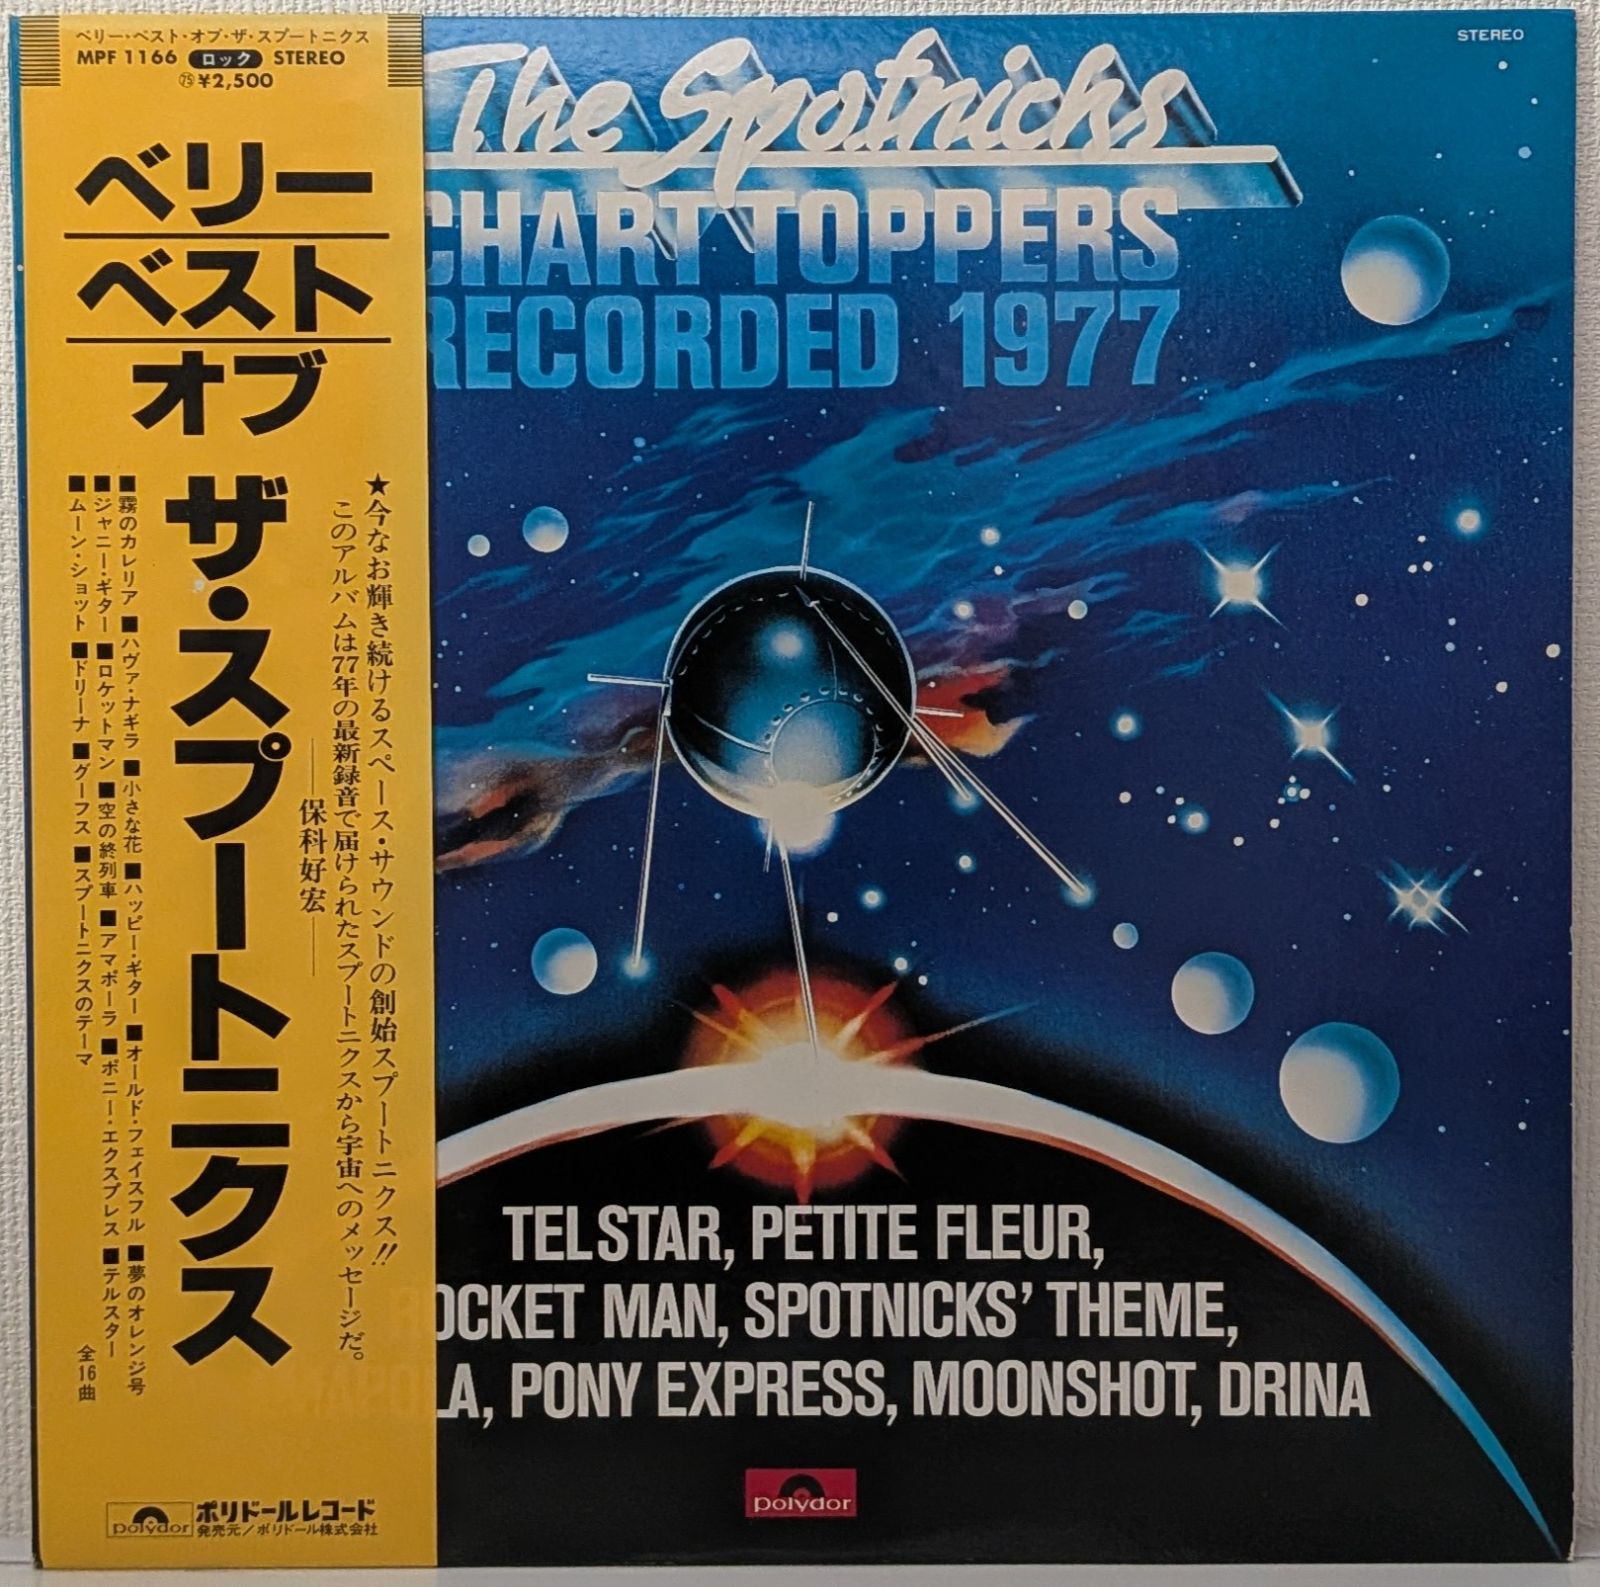 ベリー・ベスト・オブ・ザ・スプートニクス
MPF 1166 ロック STEREO
㊄¥2,500
ベリー
ベスト
オブ
ザ・スプートニクス
★今なお輝き続けるスペース・サウンドの創始スプートニクス!!
このアルバムは77年の最新録音で届けられたスプートニクスから宇宙へのメッセージだ。
——保科好宏——
■霧のカレリア ■ハヴァ・ナギラ ■小さな花 ■ハッピー・ギター ■オールド・フェイスフル ■夢のオレンジ号
■ジャニー・ギター ■ロケットマン ■空の終列車 ■アマポーラ ■ポニー・エクスプレス ■テルスター
■ムーン・ショット ■ドリーナ ■グーフス ■スプートニクスのテーマ
全16曲
polydor ポリドールレコード
発売元/ポリドール株式会社
STEREO
The Spotnicks
CHART TOPPERS
RECORDED 1977
TELSTAR, PETITE FLEUR,
ROCKET MAN, SPOTNICKS' THEME,
AMAPOLA, PONY EXPRESS, MOONSHOT, DRINA
polydor